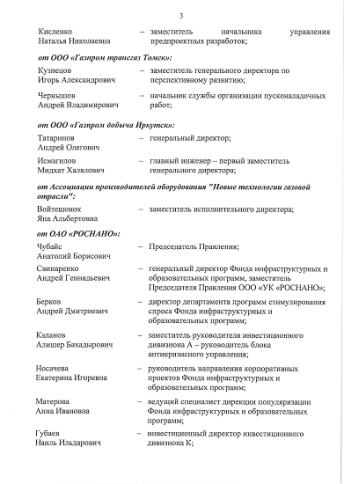 3
Кисленко – заместитель начальника управления
Наталья Николаевна предпроектных разработок;
от ООО «Газпром трансгаз Томск»:
Кузнецов – заместитель генерального директора по
Игорь Александрович перспективному развитию;
Чернышов – начальник службы организации пусконаладочных
Андрей Владимирович работ;
от ООО «Газпром добыча Иркутск»:
Татаринов – генеральный директор;
Андрей Олегович
Исмагилов – главный инженер – первый заместитель
Мидхат Халялович генерального директора;
от Ассоциации производителей оборудования "Новые технологии газовой
отрасли":
Войтешонок – заместитель исполнительного директора;
Яна Альбертовна
от ОАО «РОСНАНО»:
Чубайс – Председатель Правления;
Анатолий Борисович
Свинаренко – генеральный директор Фонда инфраструктурных и
Андрей Геннадьевич образовательных программ, заместитель
Председателя Правления ООО «УК «РОСНАНО»;
Берков – директор департамента программ стимулирования
Андрей Дмитриевич спроса Фонда инфраструктурных и
образовательных программ;
Каланов – заместитель руководителя инвестиционного
Алишер Бахадырович дивизиона А – руководитель блока
антикризисного управления;
Носачева – руководитель направления корпоративных
Екатерина Игоревна проектов Фонда инфраструктурных и
образовательных программ;
Матерова – ведущий специалист дирекции популяризации
Анна Ивановна Фонда инфраструктурных и образовательных
программ;
Губаев – инвестиционный директор инвестиционного
Наиль Ильдарович дивизиона К;